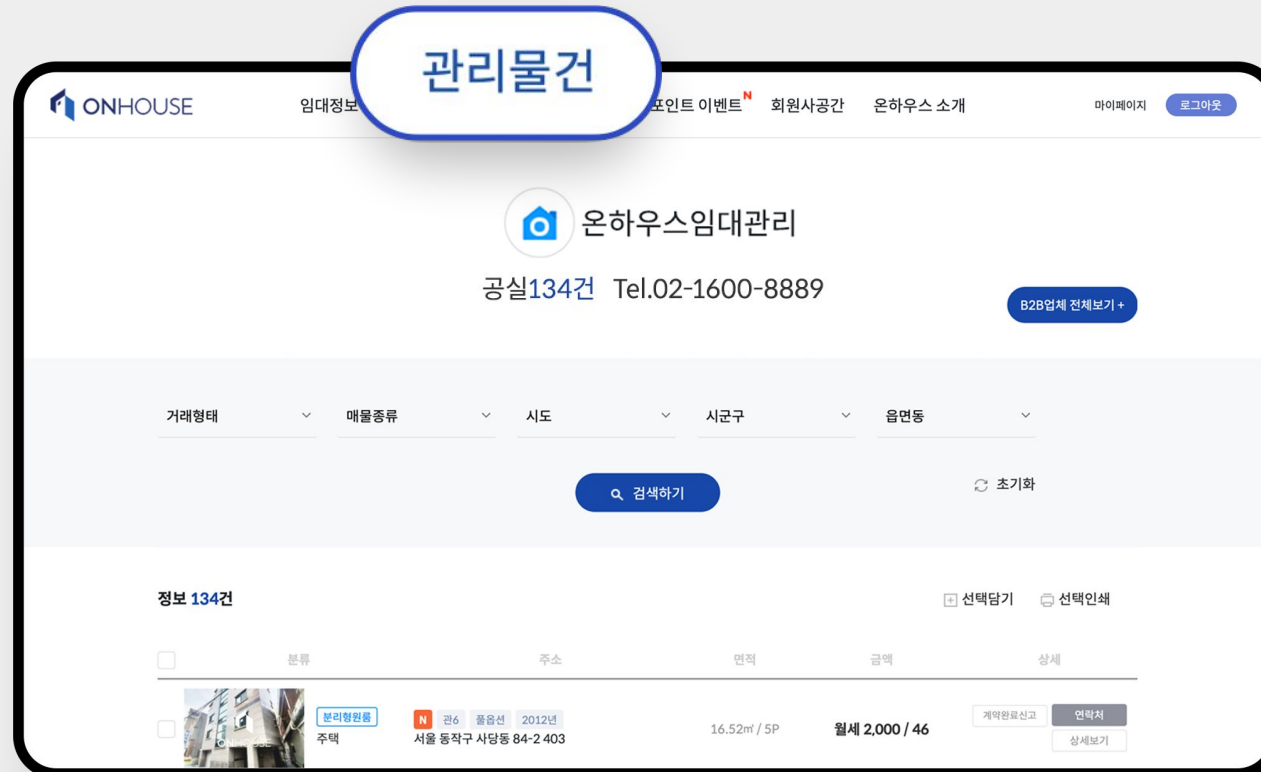 관리물건
ONHOUSE
임대정보
포인트 이벤트 N
회원사공간
온하우스 소개
마이페이지
로그아웃
온하우스임대관리
공실134건 Tel.02-1600-8889
B2B업체 전체보기 +
거래형태
매물종류
시도
시군구
읍면동
검색하기
초기화
정보 134건
선택담기
선택인쇄
분류
주소
면적
금액
상세
ONHOUSE
분리형원룸
주택
N 관6 풀옵션 2012년
서울 동작구 사당동 84-2 403
16.52㎡ / 5P
월세 2,000 / 46
계약완료신고
연락처
상세보기